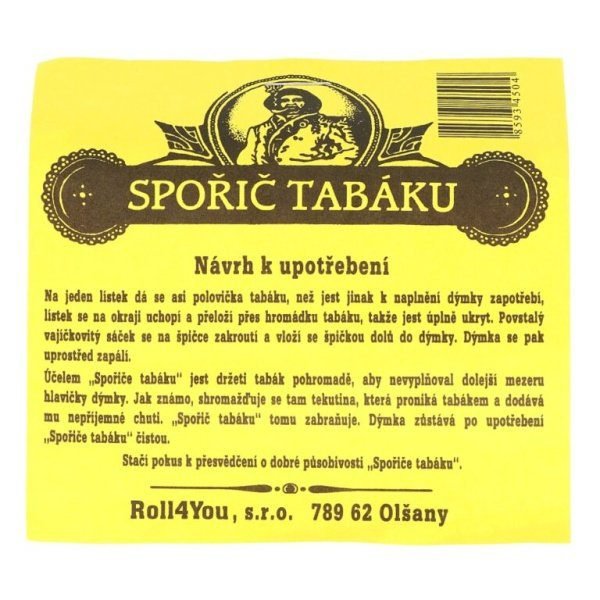 8593 4504
SPOŘIČ TABÁKU
Návrh k upotřebení
Na jeden lístek dá se asi polovička tabáku, než jest jinak k naplnění dýmky zapotřebí,
lístek se na okraji uchopí a přeloží přes hromádku tabáku, takže jest úplně ukryt. Povstalý
vajíčkovitý sáček se na špičce zakroutí a vloží se špičkou dolů do dýmky. Dýmka se pak
uprostřed zapálí.
Účelem „Spořiče tabáku" jest držeti tabák pohromadě, aby nevyplňoval dolejší mezeru
hlavičky dýmky. Jak známo, shromažďuje se tam tekutina, která proniká tabákem a dodává
mu nepříjemné chuti. „Spořič tabáku" tomu zabraňuje. Dýmka zůstává po upotřebení
„Spořiče tabáku" čistou.
Stačí pokus k přesvědčení o dobré působivosti „Spořiče tabáku".
Roll4You, s.r.o. 789 62 Olšany